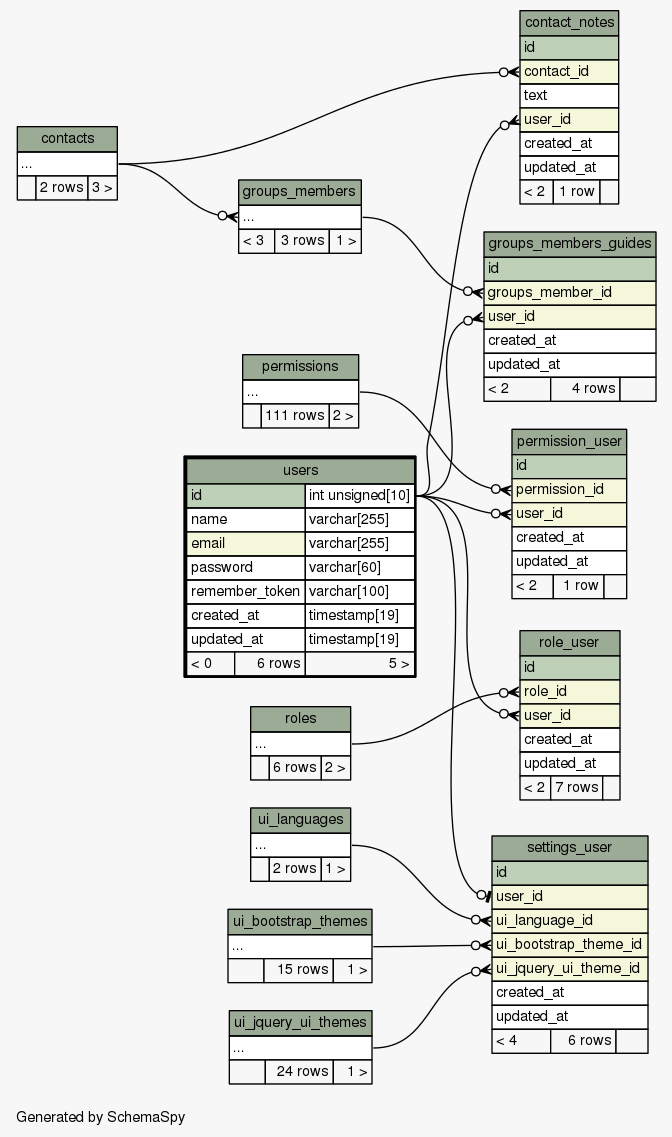 contact_notes
id
contact_id
text
user_id
created_at
updated_at
< 2 1 row
contacts
...
2 rows 3 >
groups_members
...
< 3 3 rows 1 >
groups_members_guides
id
groups_member_id
user_id
created_at
updated_at
< 2 4 rows
permissions
...
111 rows 2 >
permission_user
id
permission_id
user_id
created_at
updated_at
< 2 1 row
users
id int unsigned[10]
name varchar[255]
email varchar[255]
password varchar[60]
remember_token varchar[100]
created_at timestamp[19]
updated_at timestamp[19]
< 0 6 rows 5 >
role_user
id
role_id
user_id
created_at
updated_at
< 2 7 rows
roles
...
6 rows 2 >
ui_languages
...
2 rows 1 >
settings_user
id
user_id
ui_language_id
ui_bootstrap_theme_id
ui_jquery_ui_theme_id
created_at
updated_at
< 4 6 rows
ui_bootstrap_themes
...
15 rows 1 >
ui_jquery_ui_themes
...
24 rows 1 >
Generated by SchemaSpy